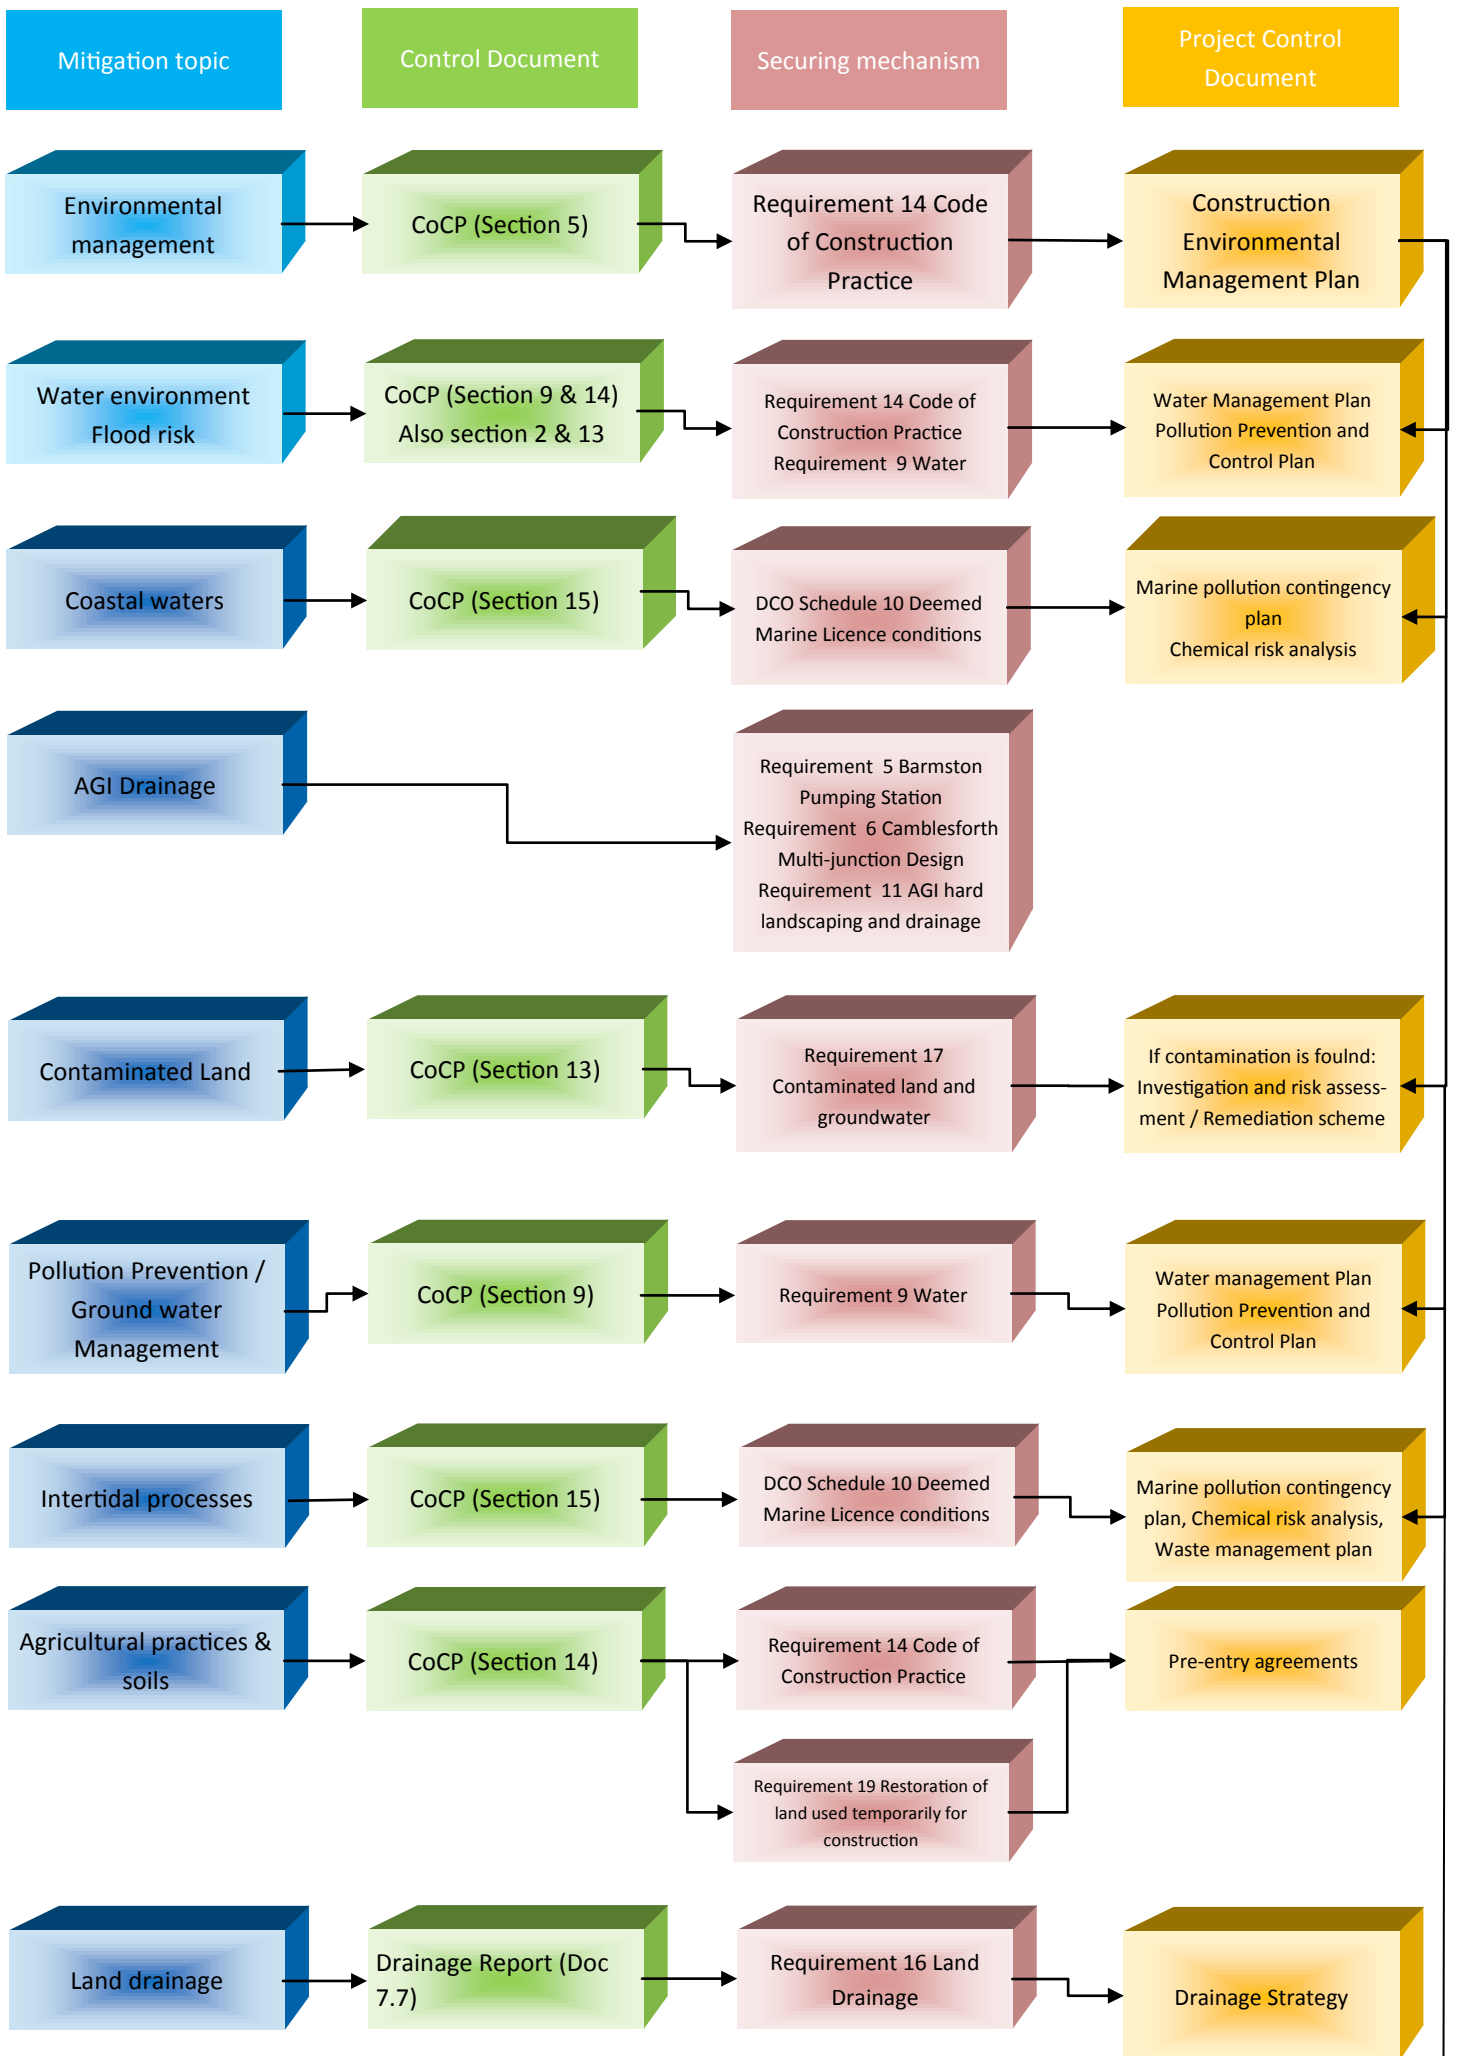 Mitigation topic
Control Document
Securing mechanism
Project Control
Document
Environmental
management
CoCP (Section 5)
Requirement 14 Code
of Construction
Practice
Construction
Environmental
Management Plan
Water environment
Flood risk
CoCP (Section 9 & 14)
Also section 2 & 13
Requirement 14 Code of
Construction Practice
Requirement 9 Water
Water Management Plan
Pollution Prevention and
Control Plan
Coastal waters
CoCP (Section 15)
DCO Schedule 10 Deemed
Marine Licence conditions
Marine pollution contingency
plan
Chemical risk analysis
AGI Drainage
Requirement 5 Barmston
Pumping Station
Requirement 6 Camblesforth
Multi-junction Design
Requirement 11 AGI hard
landscaping and drainage
Contaminated Land
CoCP (Section 13)
Requirement 17
Contaminated land and
groundwater
If contamination is foulnd:
Investigation and risk assess-
ment / Remediation scheme
Pollution Prevention /
Ground water
Management
CoCP (Section 9)
Requirement 9 Water
Water management Plan
Pollution Prevention and
Control Plan
Intertidal processes
CoCP (Section 15)
DCO Schedule 10 Deemed
Marine Licence conditions
Marine pollution contingency
plan, Chemical risk analysis,
Waste management plan
Agricultural practices &
soils
CoCP (Section 14)
Requirement 14 Code of
Construction Practice
Pre-entry agreements
Requirement 19 Restoration of
land used temporarily for
construction
Land drainage
Drainage Report (Doc
7.7)
Requirement 16 Land
Drainage
Drainage Strategy